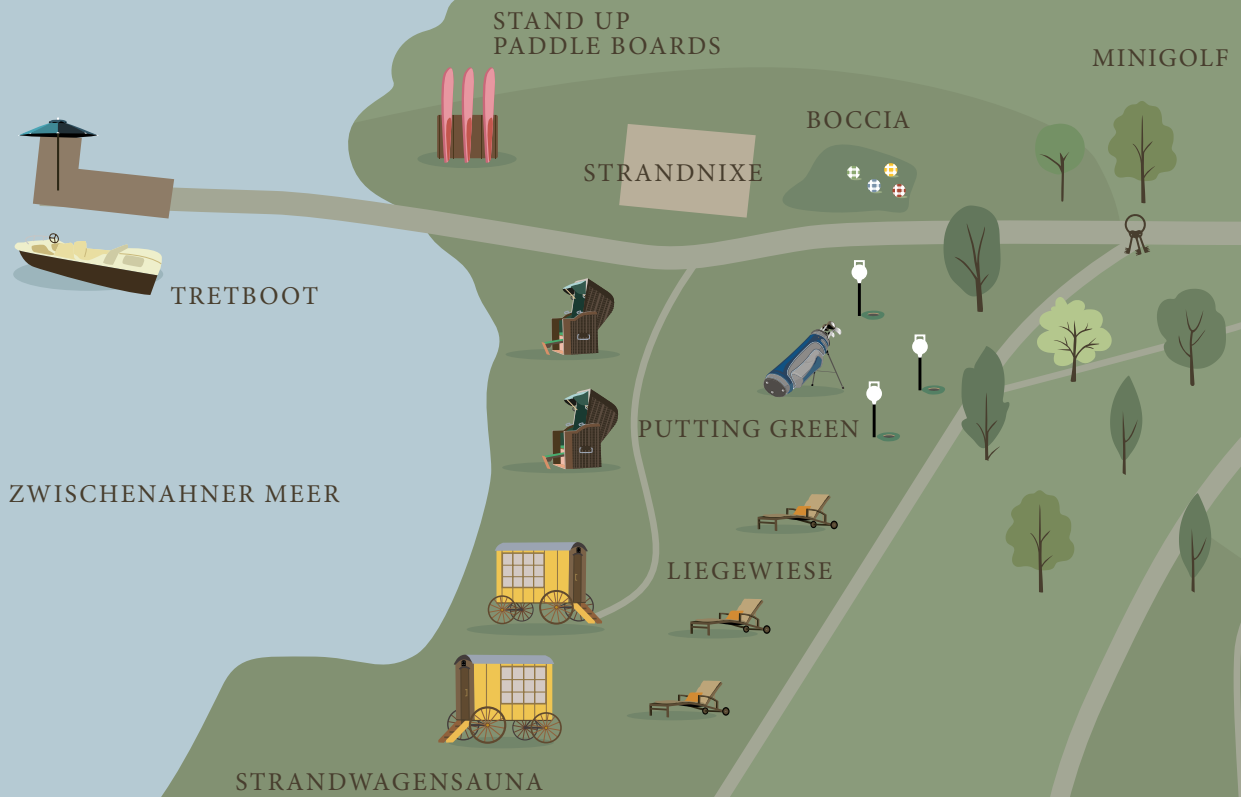 STAND UP
PADDLE BOARDS
MINIGOLF
BOCCIA
STRANDNIXE
TRETBOOT
PUTTING GREEN
ZWISCHENAHNER MEER
LIEGEWIESE
STRANDWAGENSAUNA